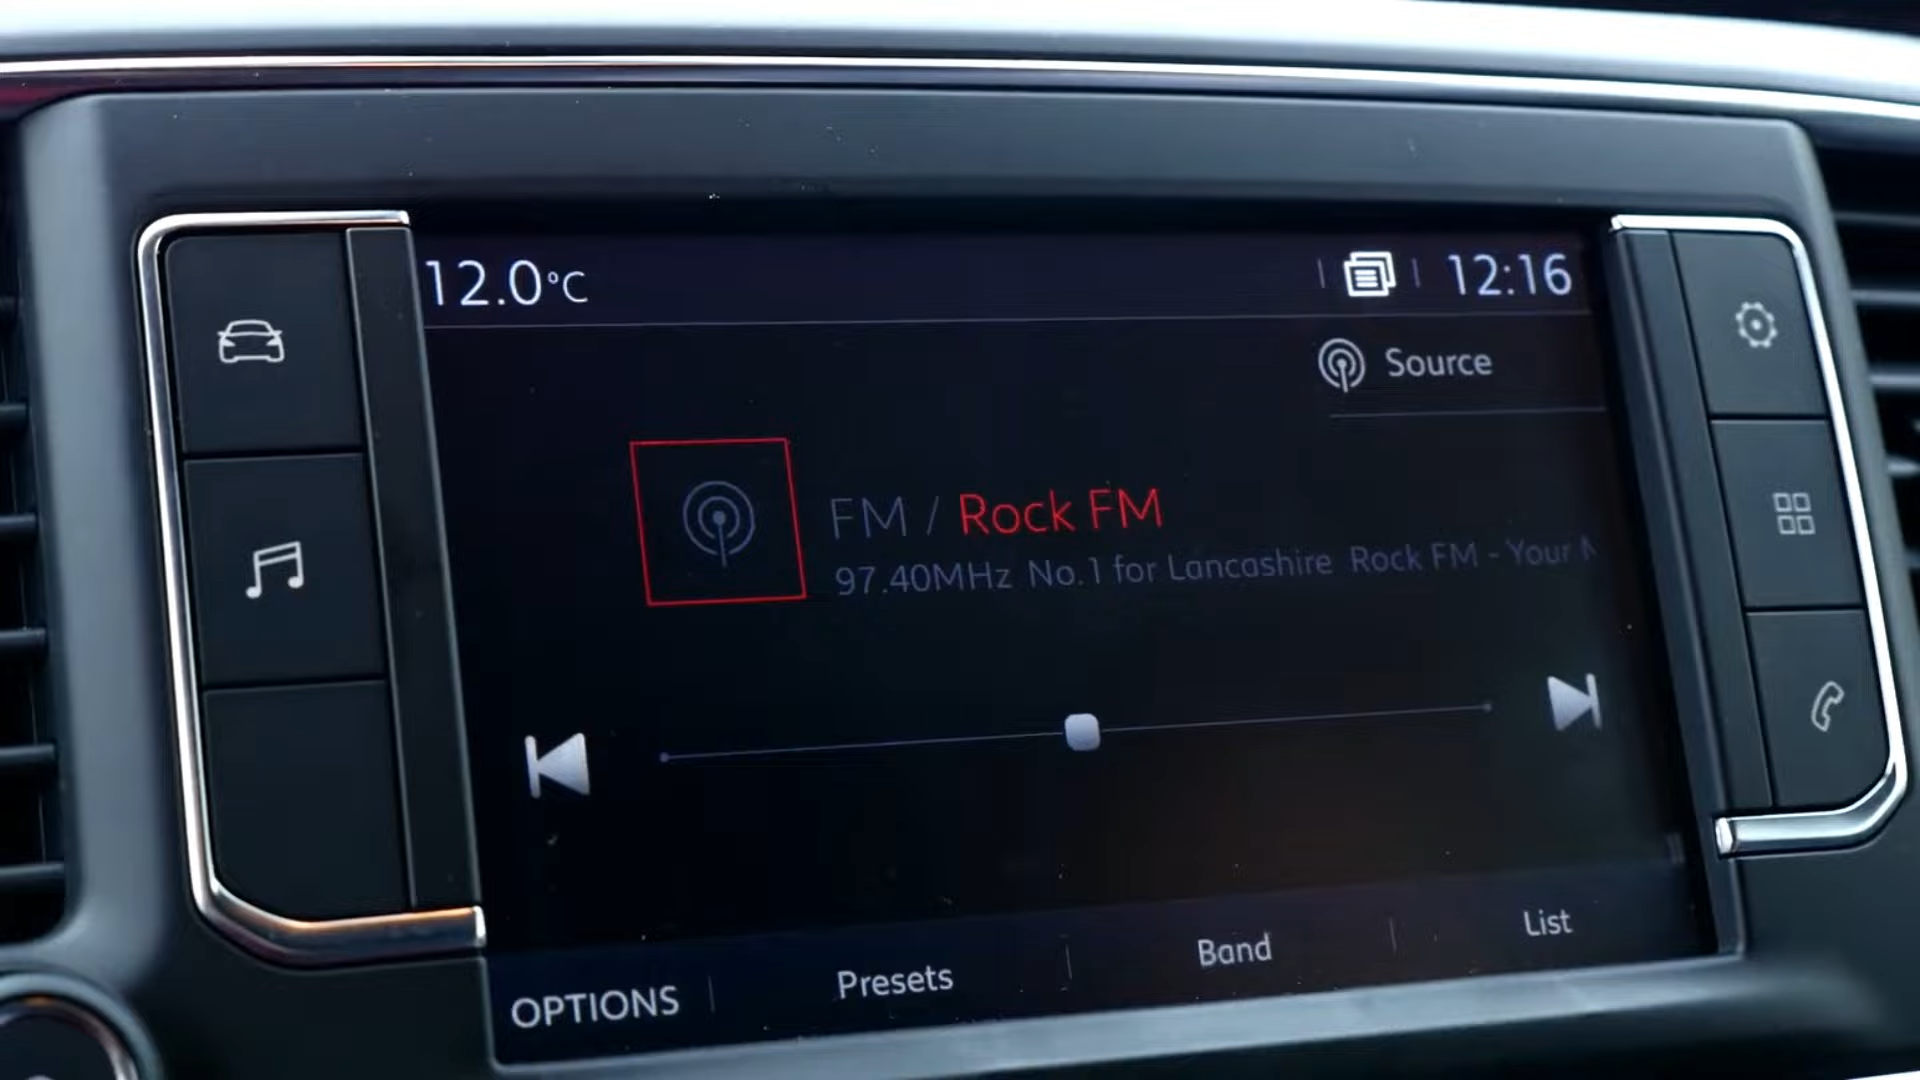 12.0°C
12:16
Source
FM / Rock FM
97.40MHz No.1 for Lancashire Rock FM - Your
OPTIONS
Presets
Band
List